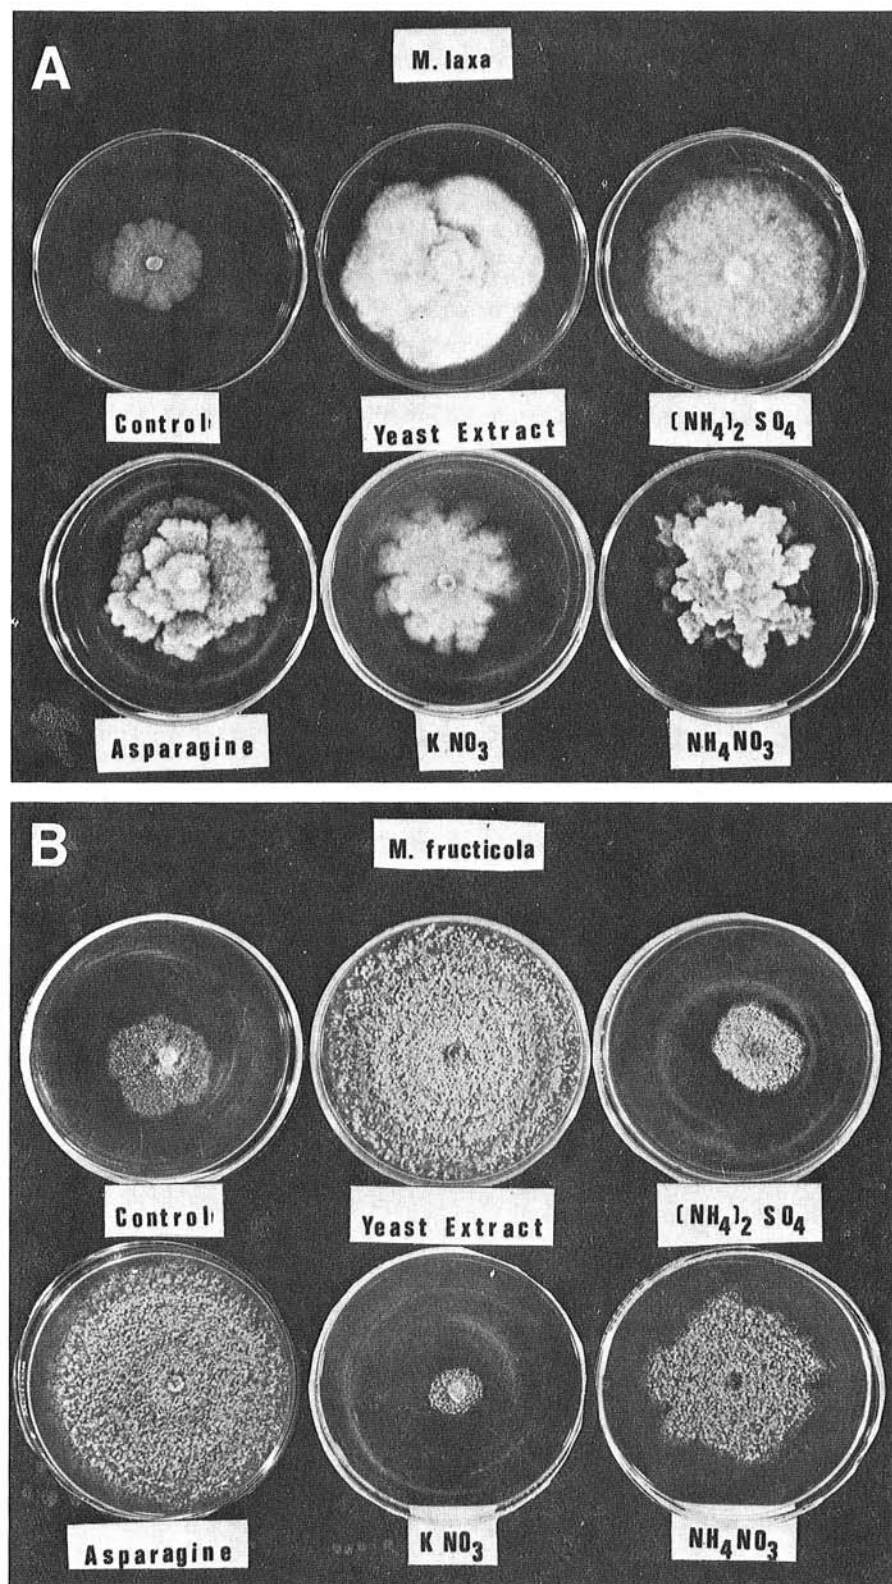 A
M. laxa
Control
Yeast Extract
(NH4)2 SO4
Asparagine
K NO3
NH4NO3
B
M. fructicola
Control
Yeast Extract
(NH4)2 SO4
Asparagine
K NO3
NH4NO3